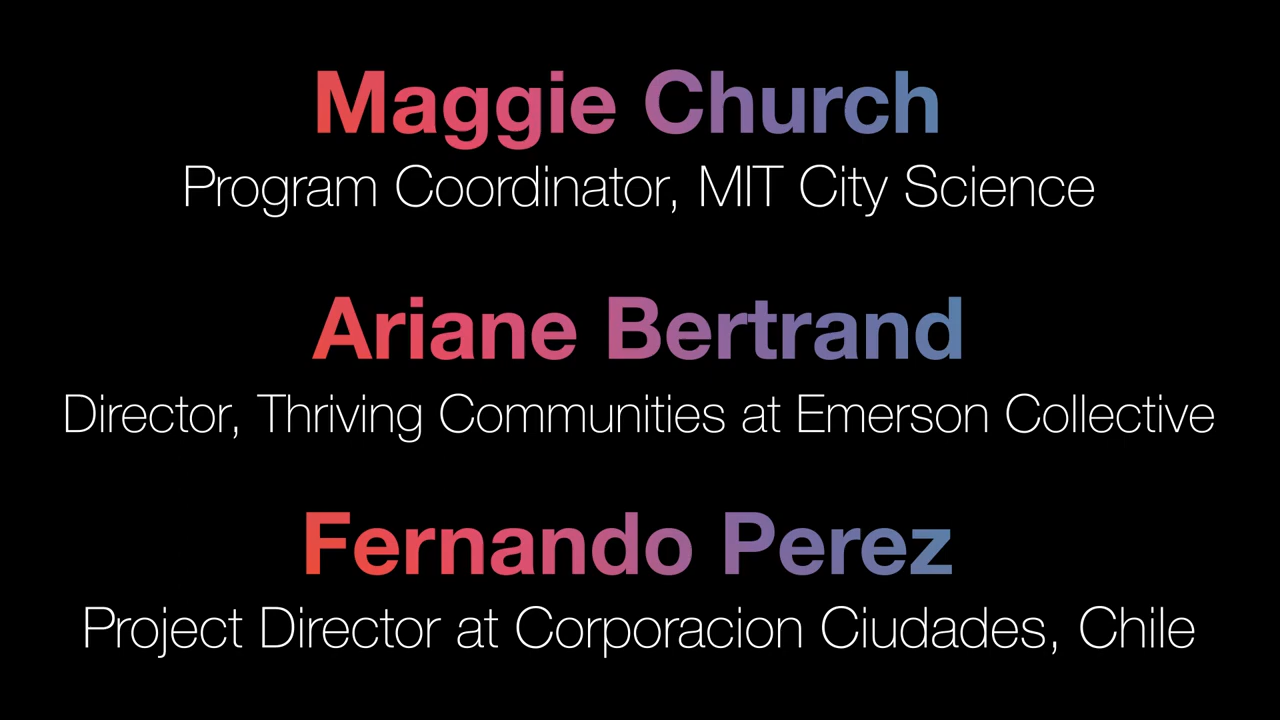 Maggie Church
Program Coordinator, MIT City Science
Ariane Bertrand
Director, Thriving Communities at Emerson Collective
Fernando Perez
Project Director at Corporacion Ciudades, Chile